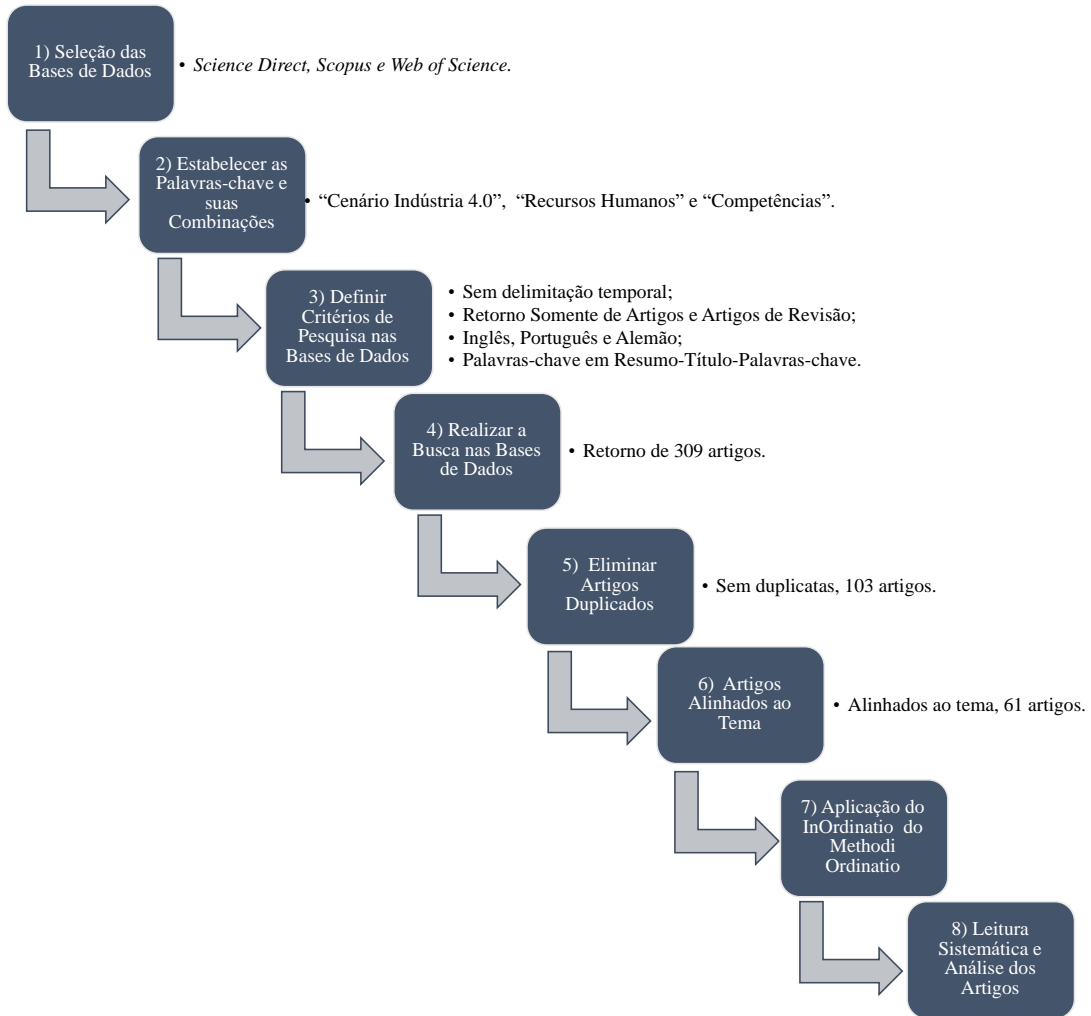 1) Seleção das
Bases de Dados
• Science Direct, Scopus e Web of Science.
2) Estabelecer as
Palavras-chave e
suas
Combinações
• “Cenário Indústria 4.0”, “Recursos Humanos” e “Competências”.
3) Definir
Critérios de
Pesquisa nas
Bases de Dados
• Sem delimitação temporal;
• Retorno Somente de Artigos e Artigos de Revisão;
• Inglês, Português e Alemão;
• Palavras-chave em Resumo-Título-Palavras-chave.
4) Realizar a
Busca nas Bases
de Dados
• Retorno de 309 artigos.
5) Eliminar
Artigos
Duplicados
• Sem duplicatas, 103 artigos.
6) Artigos
Alinhados ao
Tema
• Alinhados ao tema, 61 artigos.
7) Aplicação do
InOrdinatio do
Methodi
Ordinatio
8) Leitura
Sistemática e
Análise dos
Artigos